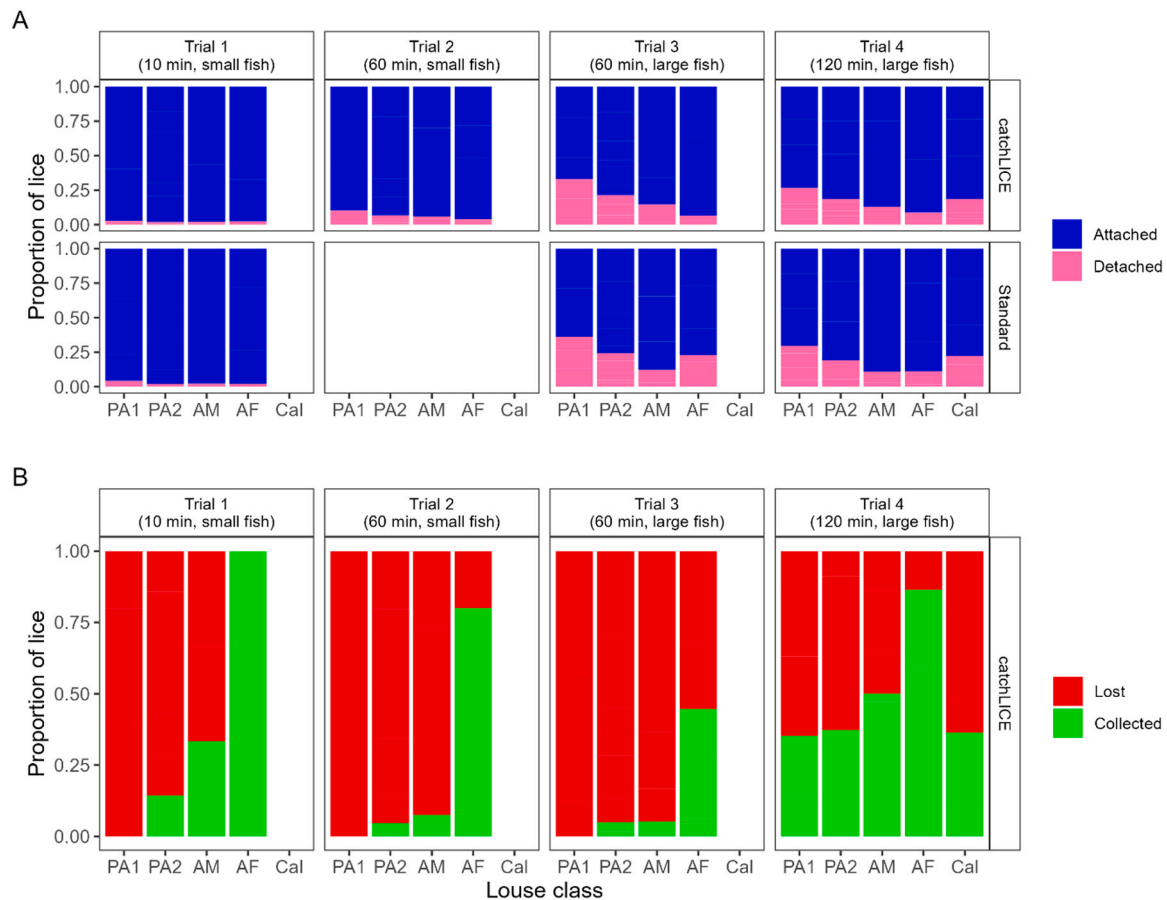 A
Trial 1
(10 min, small fish)
Trial 2
(60 min, small fish)
Trial 3
(60 min, large fish)
Trial 4
(120 min, large fish)
Proportion of lice
1.00
0.75
0.50
0.25
0.00
catchLICE
1.00
0.75
0.50
0.25
0.00
Standard
PA1 PA2 AM AF Cal
PA1 PA2 AM AF Cal
PA1 PA2 AM AF Cal
PA1 PA2 AM AF Cal
Attached
Detached
B
Trial 1
(10 min, small fish)
Trial 2
(60 min, small fish)
Trial 3
(60 min, large fish)
Trial 4
(120 min, large fish)
Proportion of lice
1.00
0.75
0.50
0.25
0.00
catchLICE
PA1 PA2 AM AF Cal
PA1 PA2 AM AF Cal
PA1 PA2 AM AF Cal
PA1 PA2 AM AF Cal
Louse class
Lost
Collected